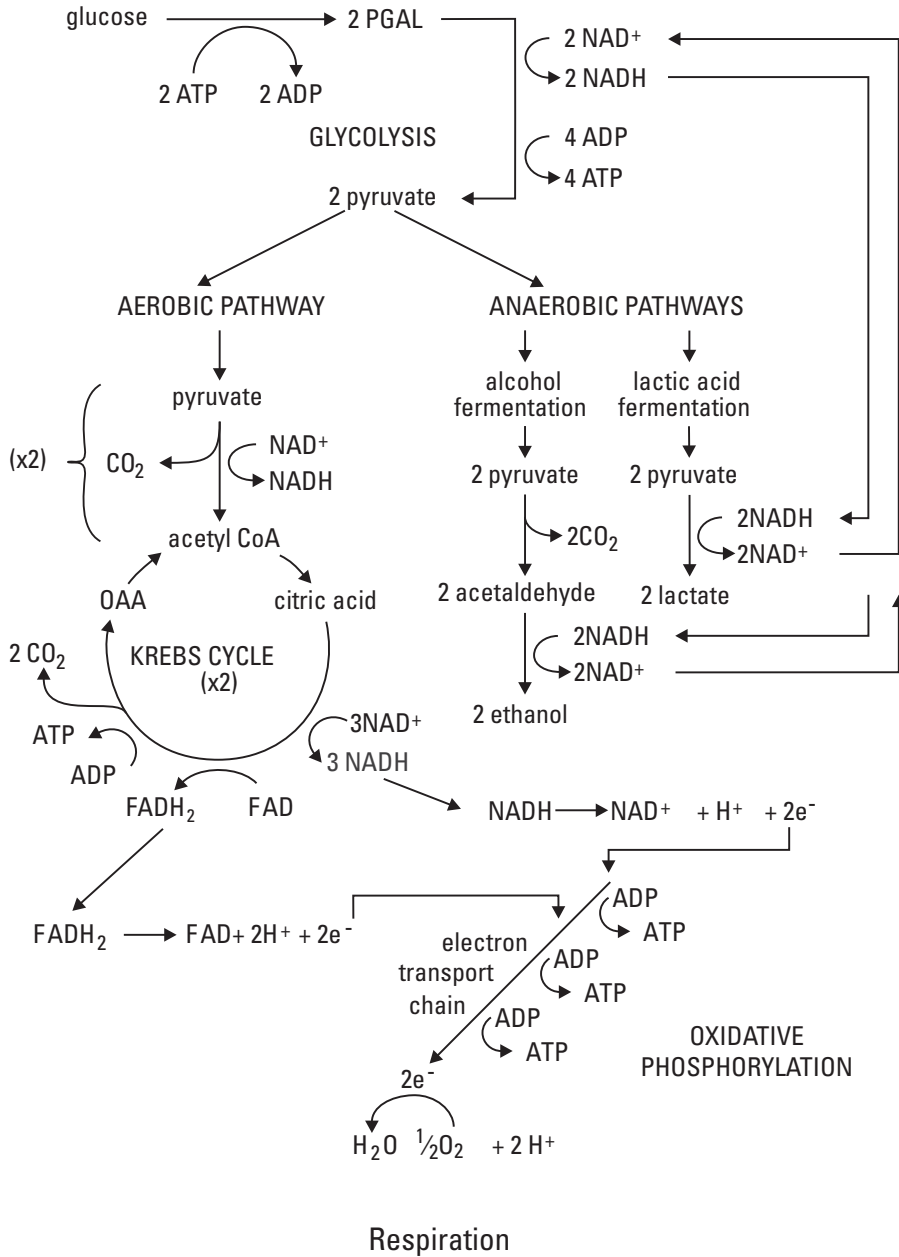 glucose
2 PGAL
2 NAD+
2 NADH
2 ATP
2 ADP
GLYCOLYSIS
4 ADP
4 ATP
2 pyruvate
AEROBIC PATHWAY
ANAEROBIC PATHWAYS
pyruvate
alcohol
fermentation
lactic acid
fermentation
(x2)
CO₂
NAD+
NADH
2 pyruvate
2 pyruvate
acetyl CoA
2CO₂
2NADH
2NAD+
OAA
citric acid
2 acetaldehyde
2 lactate
2 CO₂
KREBS CYCLE
(x2)
2NADH
2NAD+
ATP
ADP
3NAD+
3 NADH
2 ethanol
FADH₂
FAD
NADH
NAD+ + H+ + 2e-
FADH₂
FAD+ 2H+ + 2e-
ADP
ATP
electron
transport
chain
ADP
ATP
ADP
ATP
OXIDATIVE
PHOSPHORYLATION
2e-
H₂O ½O₂ + 2 H+
Respiration